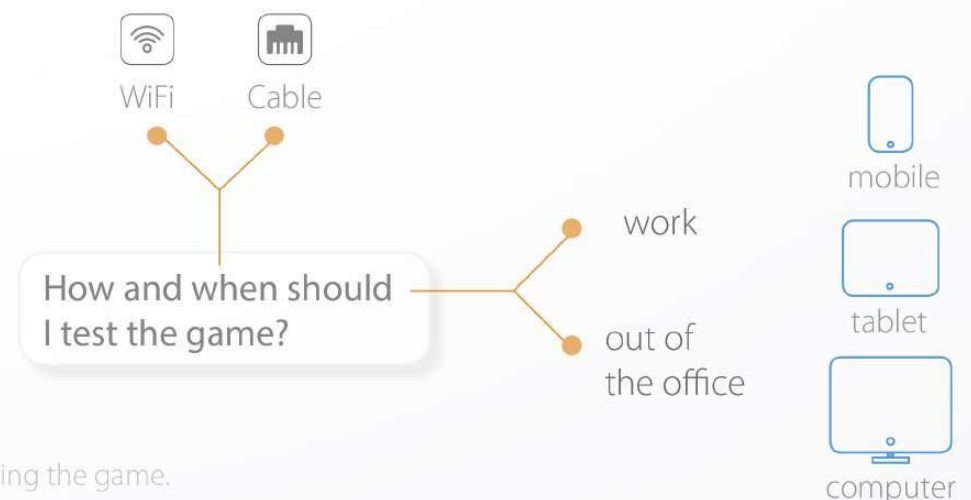 WiFi
Cable
mobile
work
How and when should
I test the game?
tablet
out of
the office
ing the game.
computer